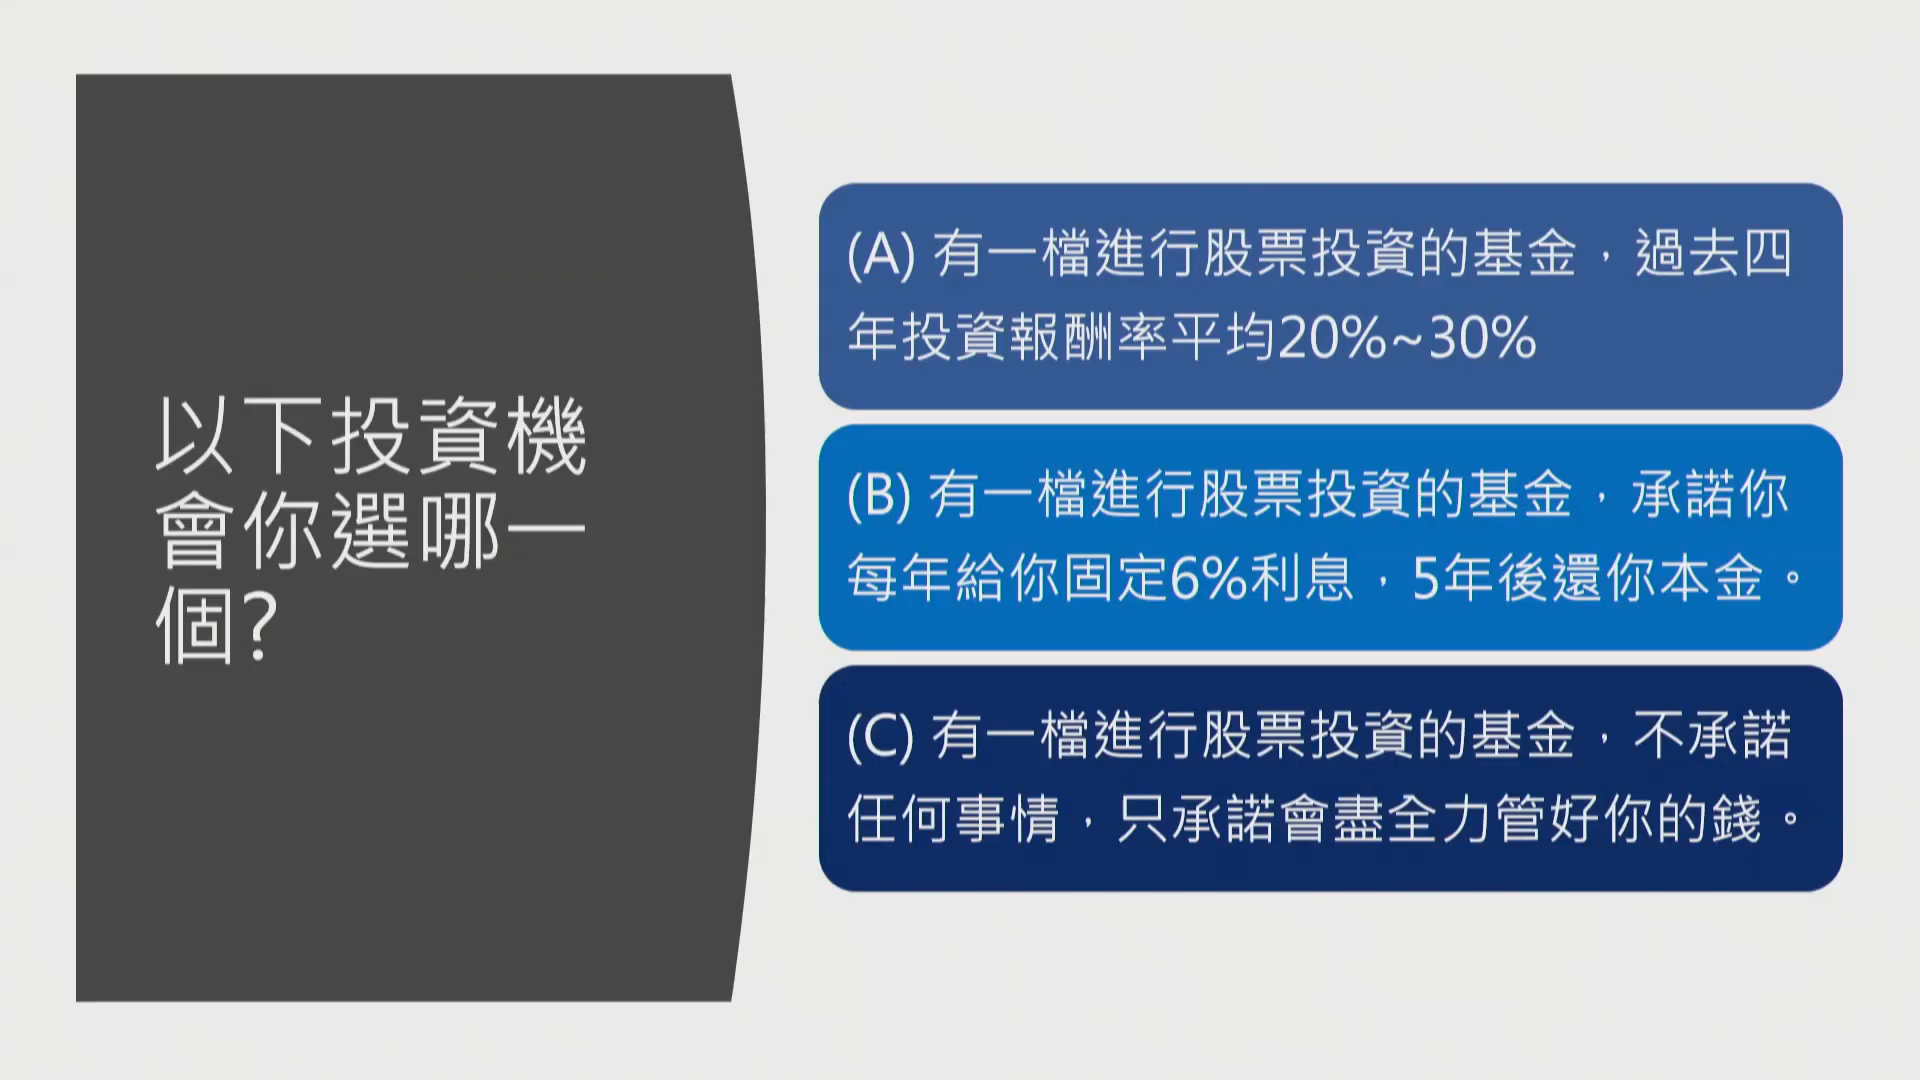 以下投資機
會你選哪一
個?
(A) 有一檔進行股票投資的基金，過去四
年投資報酬率平均20%~30%
(B) 有一檔進行股票投資的基金，承諾你
每年給你固定6%利息，5年後還你本金。
(C) 有一檔進行股票投資的基金，不承諾
任何事情，只承諾會盡全力管好你的錢。